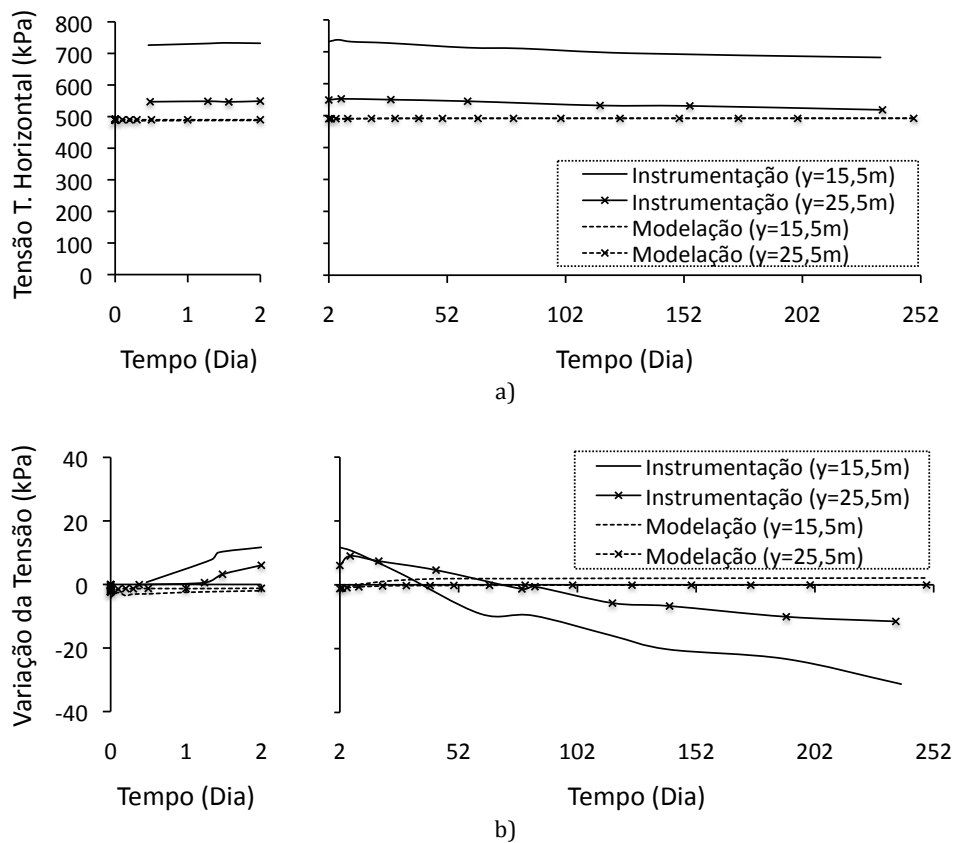 Tensão T. Horizontal (kPa)
800
700
600
500
400
300
200
100
0
0 1 2
Tempo (Dia)
Instrumentação (y=15,5m)
Instrumentação (y=25,5m)
Modelação (y=15,5m)
Modelação (y=25,5m)
2 52 102 152 202 252
Tempo (Dia)
a)
Variação da Tensão (kPa)
40
20
0
-20
-40
0 1 2
Tempo (Dia)
Instrumentação (y=15,5m)
Instrumentação (y=25,5m)
Modelação (y=15,5m)
Modelação (y=25,5m)
2 52 102 152 202 252
Tempo (Dia)
b)